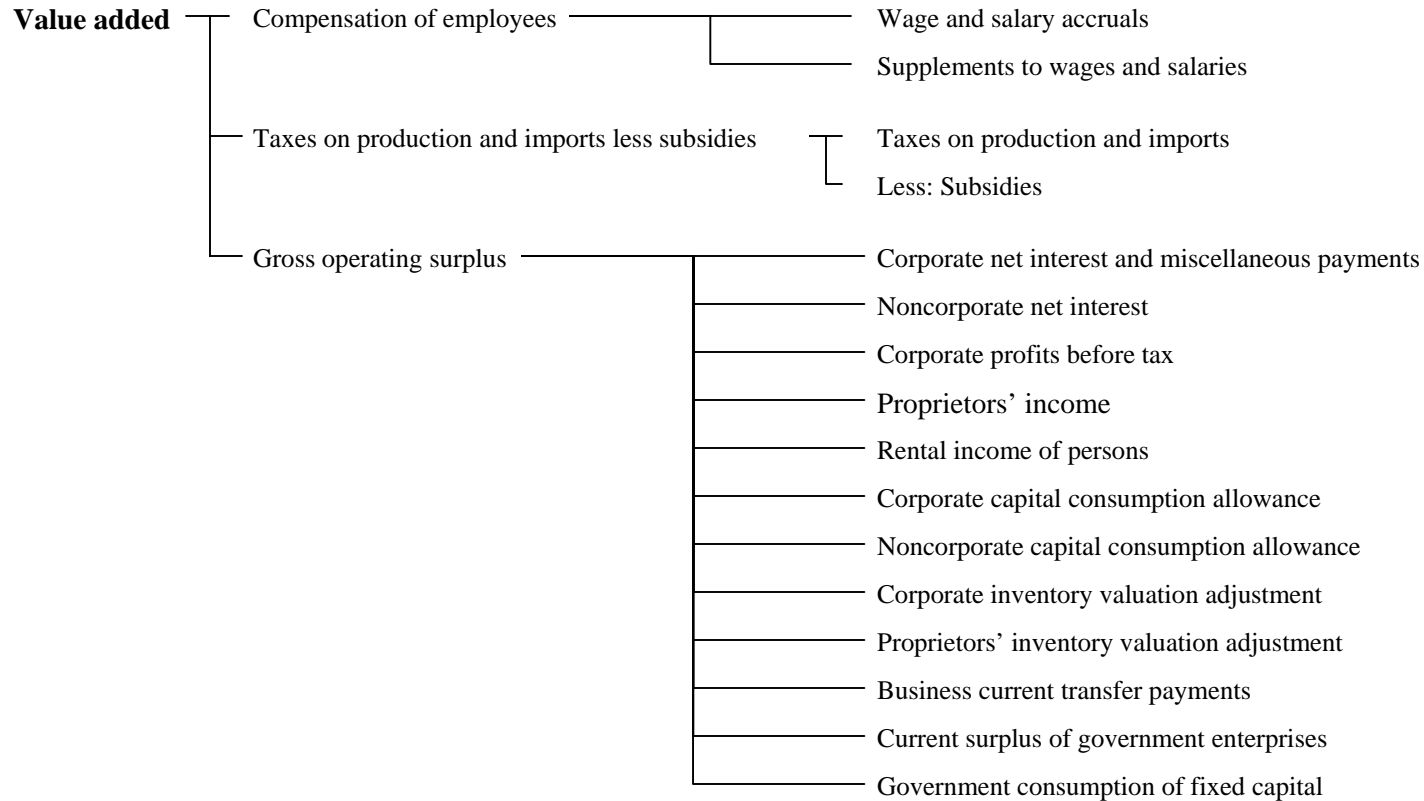 Value added Compensation of employees Wage and salary accruals
Supplements to wages and salaries
Taxes on production and imports less subsidies Taxes on production and imports
Less: Subsidies
Gross operating surplus Corporate net interest and miscellaneous payments
Noncorporate net interest
Corporate profits before tax
Proprietors’ income
Rental income of persons
Corporate capital consumption allowance
Noncorporate capital consumption allowance
Corporate inventory valuation adjustment
Proprietors’ inventory valuation adjustment
Business current transfer payments
Current surplus of government enterprises
Government consumption of fixed capital